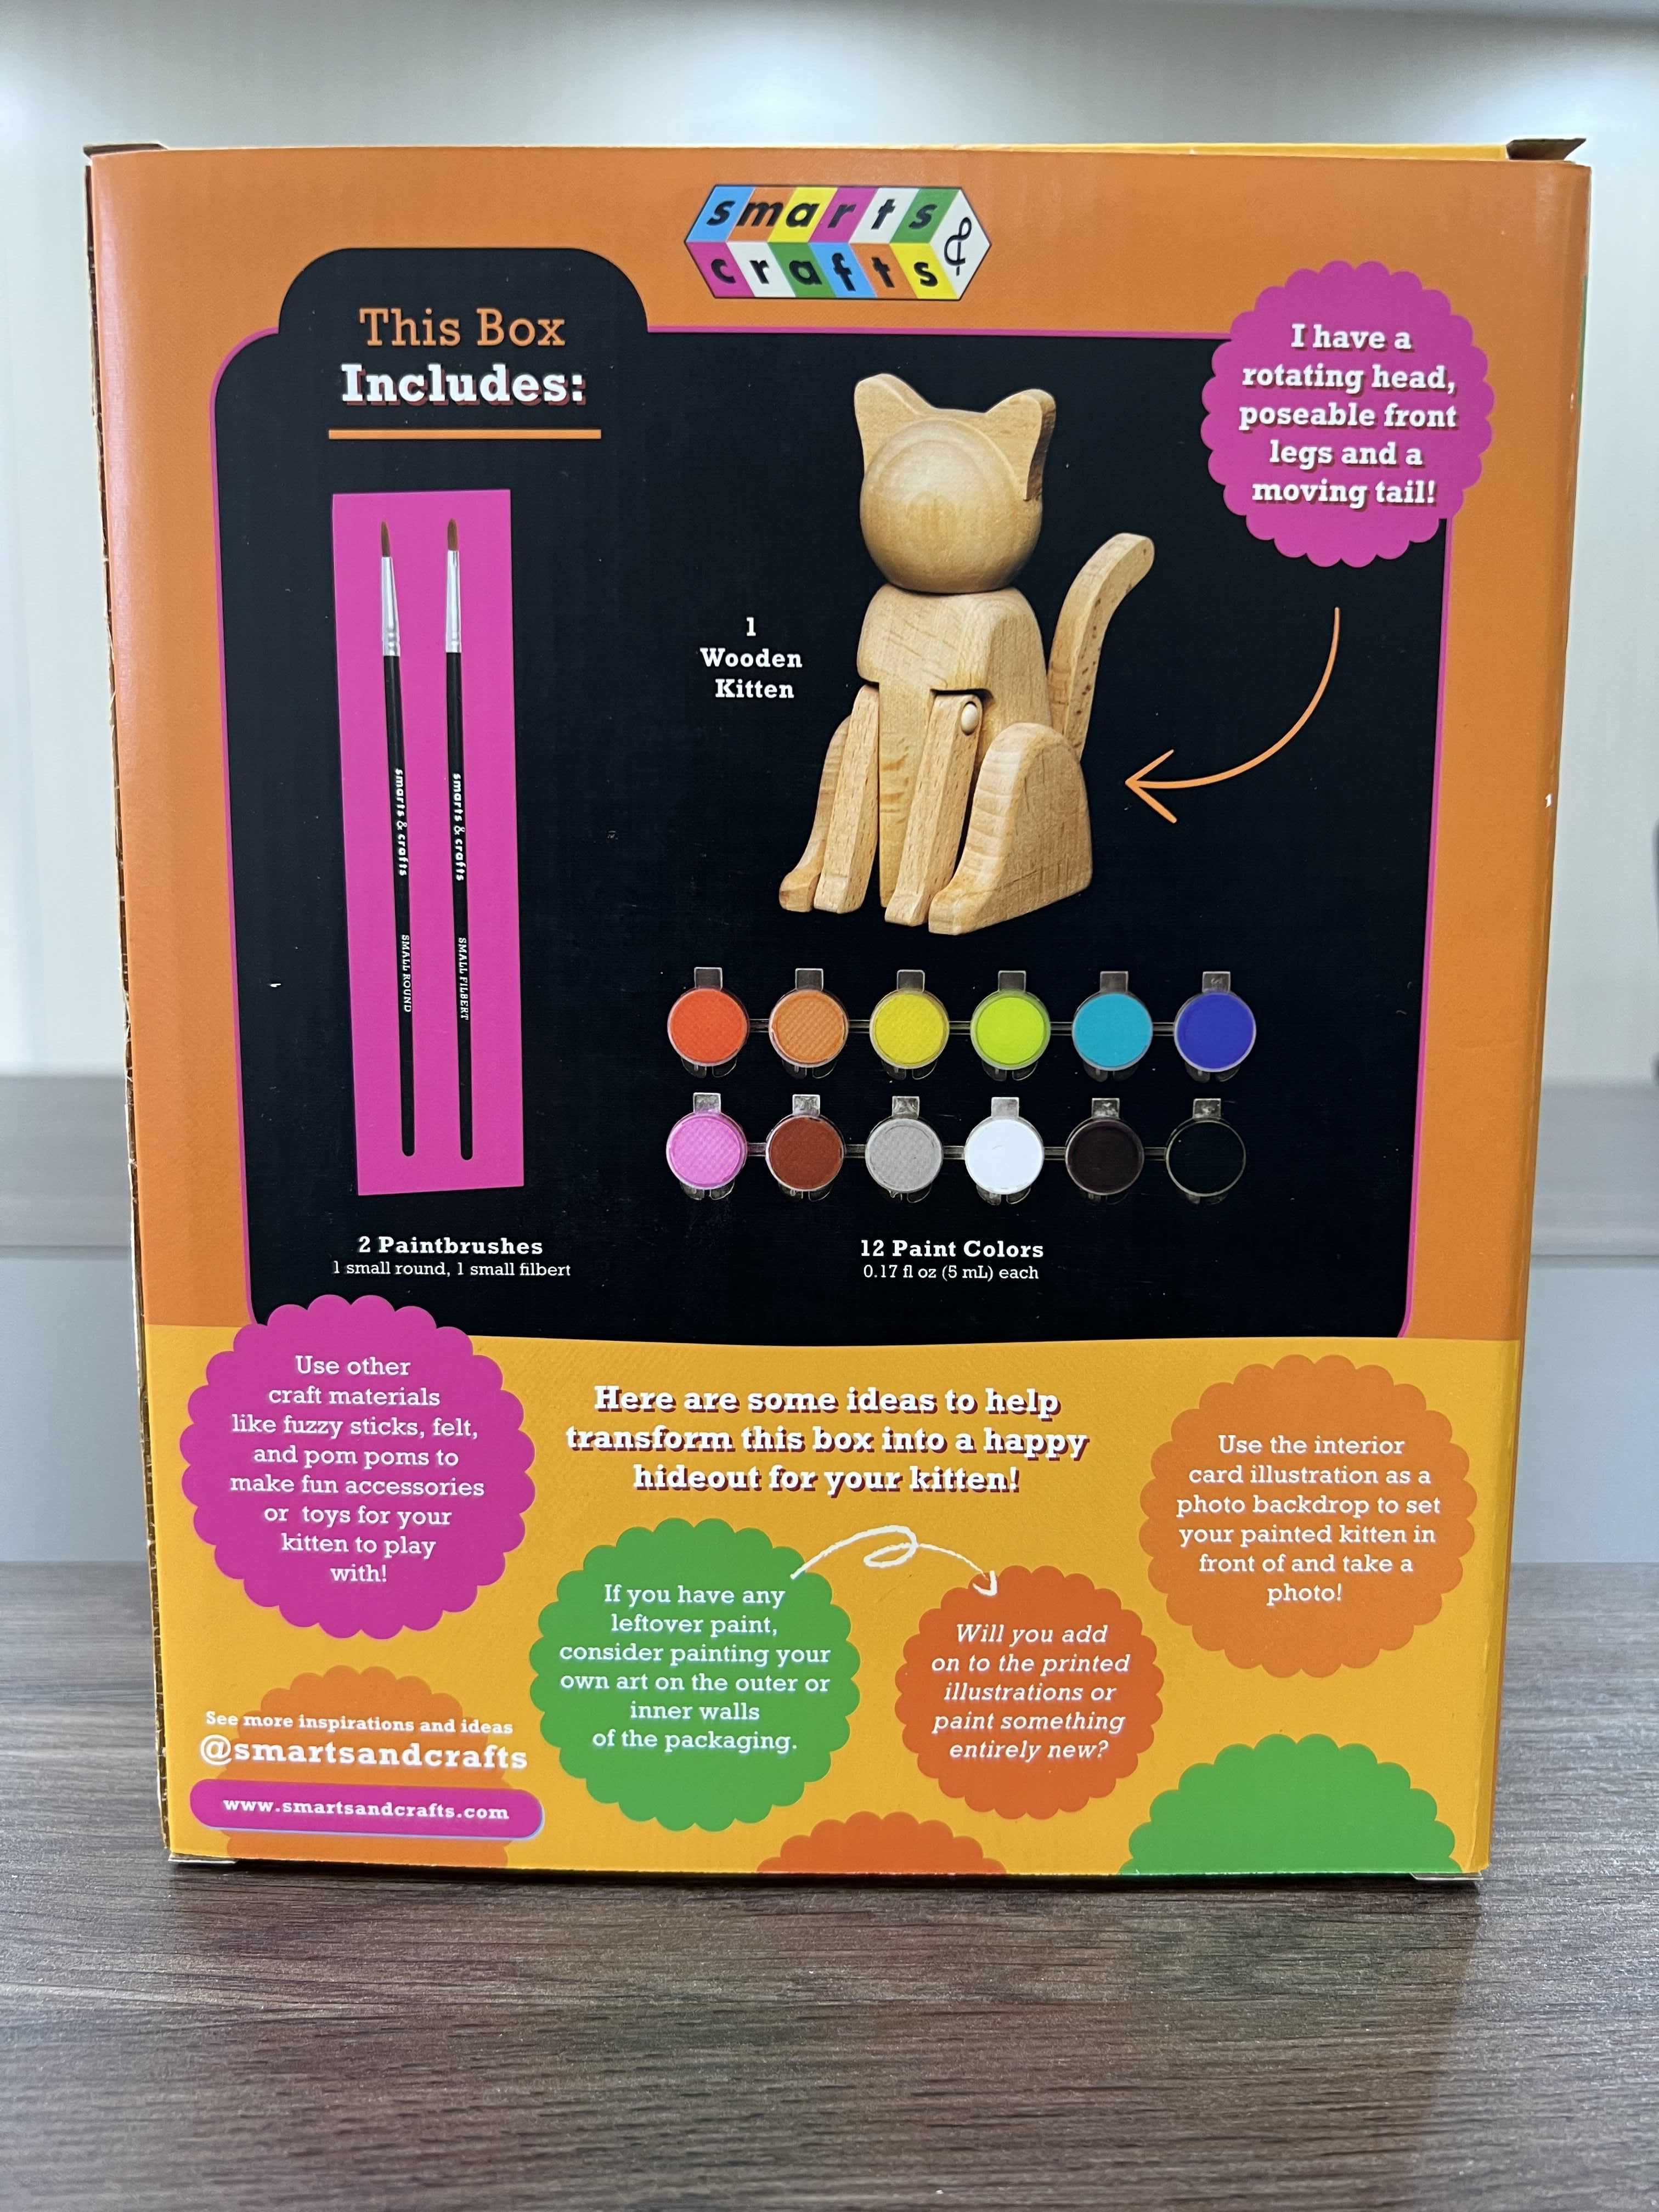 smarts &
crafts
This Box
Includes:
I have a
rotating head,
poseable front
legs and a
moving tail!
1
Wooden
Kitten
smarts & crafts SMALL ROUND
smarts & crafts SMALL FILBERT
2 Paintbrushes
1 small round, 1 small filbert
12 Paint Colors
0.17 fl oz (5 mL) each
Use other
craft materials
like fuzzy sticks, felt,
and pom poms to
make fun accessories
or toys for your
kitten to play
with!
Here are some ideas to help
transform this box into a happy
hideout for your kitten!
If you have any
leftover paint,
consider painting your
own art on the outer or
inner walls
of the packaging.
Will you add
on to the printed
illustrations or
paint something
entirely new?
Use the interior
card illustration as a
photo backdrop to set
your painted kitten in
front of and take a
photo!
See more inspirations and ideas
@smartsandcrafts
www.smartsandcrafts.com